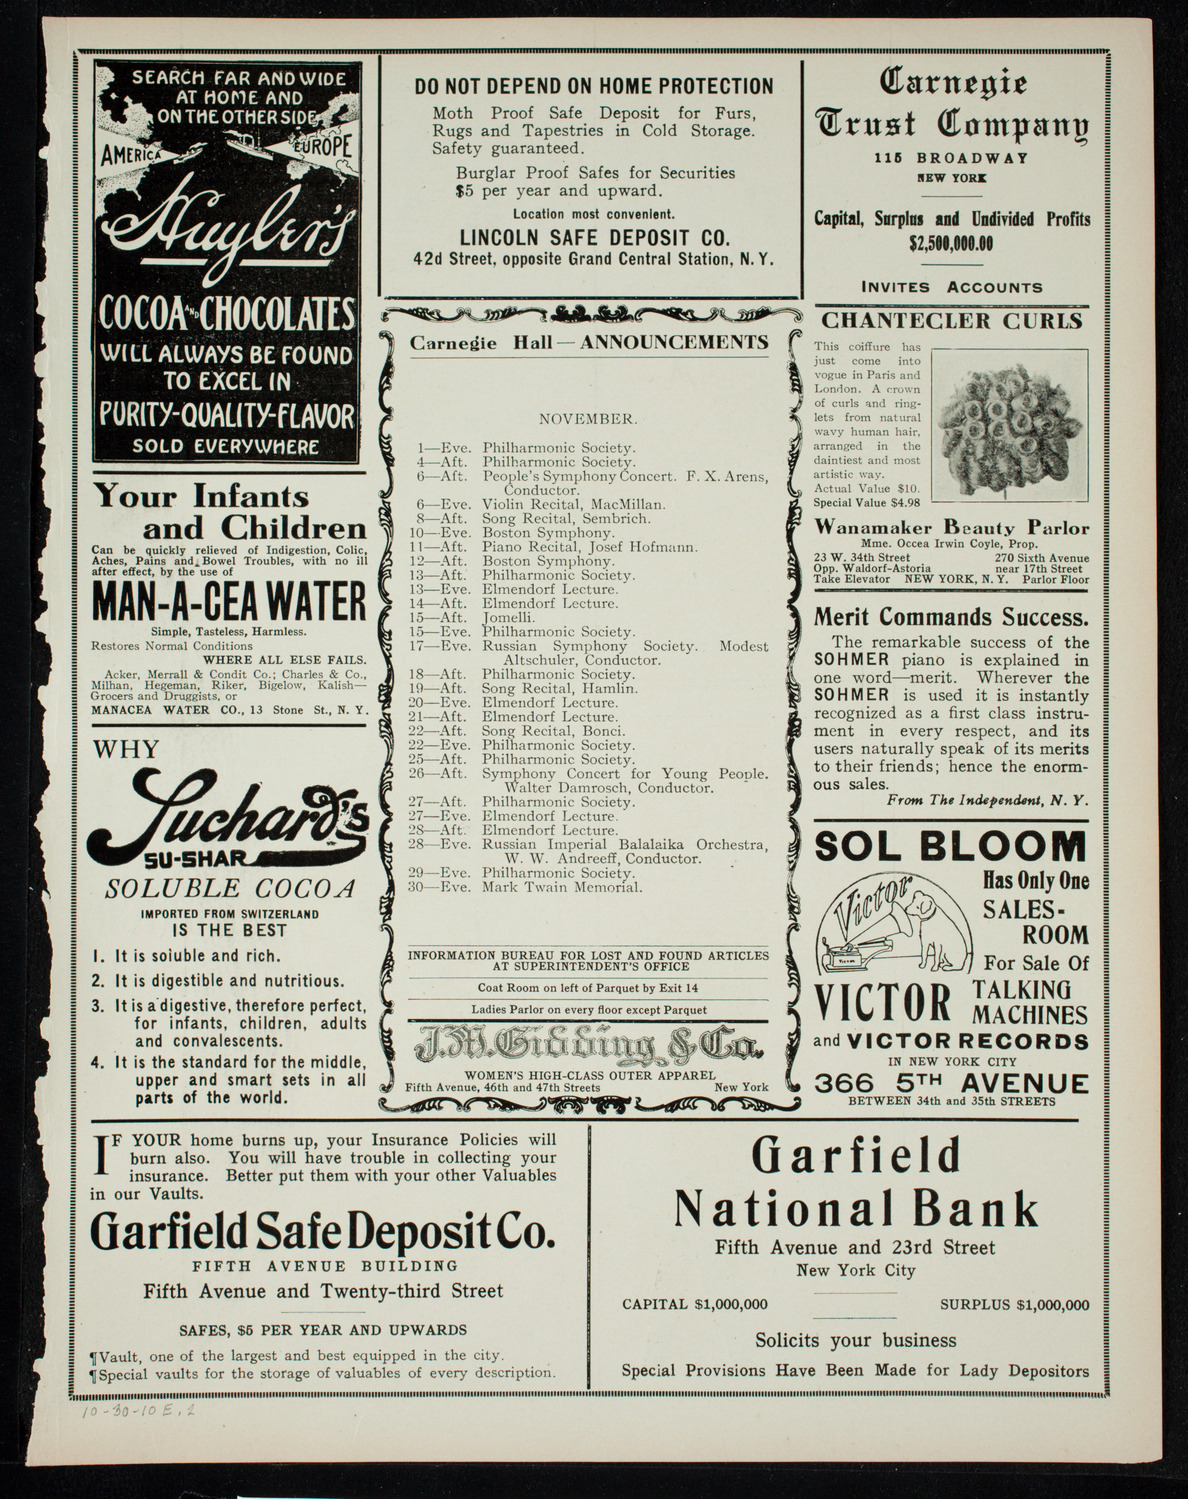 SEARCH FAR AND WIDE
AT HOME AND
ON THE OTHER SIDE
AMERICA
EUROPE
Huyler's
COCOA AND CHOCOLATES
WILL ALWAYS BE FOUND
TO EXCEL IN
PURITY-QUALITY-FLAVOR
SOLD EVERYWHERE
Your Infants
and Children
Can be quickly relieved of Indigestion, Colic,
Aches, Pains and Bowel Troubles, with no ill
after effect, by the use of
MAN-A-CEA WATER
Simple, Tasteless, Harmless.
Restores Normal Conditions
WHERE ALL ELSE FAILS.
Acker, Merrall & Condit Co.; Charles & Co.,
Milhan, Hegeman, Riker, Bigelow, Kalish—
Grocers and Druggists, or
MANACEA WATER CO., 13 Stone St., N. Y.
WHY
Suchard's
SU-SHAR
SOLUBLE COCOA
IMPORTED FROM SWITZERLAND
IS THE BEST
1. It is soluble and rich.
2. It is digestible and nutritious.
3. It is a digestive, therefore perfect,
for infants, children, adults
and convalescents.
4. It is the standard for the middle,
upper and smart sets in all
parts of the world.
DO NOT DEPEND ON HOME PROTECTION
Moth Proof Safe Deposit for Furs,
Rugs and Tapestries in Cold Storage.
Safety guaranteed.
Burglar Proof Safes for Securities
$5 per year and upward.
Location most convenient.
LINCOLN SAFE DEPOSIT CO.
42d Street, opposite Grand Central Station, N. Y.
Carnegie Hall—ANNOUNCEMENTS
NOVEMBER.
1—Eve. Philharmonic Society.
4—Aft. Philharmonic Society.
6—Aft. People's Symphony Concert. F. X. Arens,
Conductor.
6—Eve. Violin Recital, MacMillan.
8—Aft. Song Recital, Sembrich.
10—Eve. Boston Symphony.
11—Aft. Piano Recital, Josef Hofmann.
12—Aft. Boston Symphony.
13—Aft. Philharmonic Society.
13—Eve. Elmendorf Lecture.
14—Aft. Elmendorf Lecture.
15—Aft. Jomelli.
15—Eve. Philharmonic Society.
17—Eve. Russian Symphony Society. Modest
Altschuler, Conductor.
18—Aft. Philharmonic Society.
19—Aft. Song Recital, Hamlin.
20—Eve. Elmendorf Lecture.
21—Aft. Elmendorf Lecture.
22—Aft. Song Recital, Bonci.
22—Eve. Philharmonic Society.
25—Aft. Philharmonic Society.
26—Aft. Symphony Concert for Young People.
Walter Damrosch, Conductor.
27—Aft. Philharmonic Society.
27—Eve. Elmendorf Lecture.
28—Aft. Elmendorf Lecture.
28—Eve. Russian Imperial Balalaika Orchestra,
W. W. Andreeff, Conductor.
29—Eve. Philharmonic Society.
30—Eve. Mark Twain Memorial.
INFORMATION BUREAU FOR LOST AND FOUND ARTICLES
AT SUPERINTENDENT'S OFFICE
Coat Room on left of Parquet by Exit 14
Ladies Parlor on every floor except Parquet
J.M. Gidding & Co.
WOMEN'S HIGH-CLASS OUTER APPAREL
Fifth Avenue, 46th and 47th Streets New York
Carnegie
Trust Company
115 BROADWAY
NEW YORK
Capital, Surplus and Undivided Profits
$2,500,000.00
INVITES ACCOUNTS
CHANTECLER CURLS
This coiffure has
just come into
vogue in Paris and
London. A crown
of curls and ring-
lets from natural
wavy human hair,
arranged in the
daintiest and most
artistic way.
Actual Value $10.
Special Value $4.98
Wanamaker Beauty Parlor
Mme. Occea Irwin Coyle, Prop.
23 W. 34th Street 270 Sixth Avenue
Opp. Waldorf-Astoria near 17th Street
Take Elevator NEW YORK, N. Y. Parlor Floor
Merit Commands Success.
The remarkable success of the
SOHMER piano is explained in
one word—merit. Wherever the
SOHMER is used it is instantly
recognized as a first class instru-
ment in every respect, and its
users naturally speak of its merits
to their friends; hence the enorm-
ous sales.
From The Independent, N. Y.
SOL BLOOM
Victor
Has Only One
SALES-
ROOM
For Sale Of
VICTOR TALKING
MACHINES
and VICTOR RECORDS
IN NEW YORK CITY
366 5TH AVENUE
BETWEEN 34th and 35th STREETS
IF YOUR home burns up, your Insurance Policies will
burn also. You will have trouble in collecting your
insurance. Better put them with your other Valuables
in our Vaults.
Garfield Safe Deposit Co.
FIFTH AVENUE BUILDING
Fifth Avenue and Twenty-third Street
SAFES, $5 PER YEAR AND UPWARDS
¶Vault, one of the largest and best equipped in the city.
¶Special vaults for the storage of valuables of every description.
Garfield
National Bank
Fifth Avenue and 23rd Street
New York City
CAPITAL $1,000,000 SURPLUS $1,000,000
Solicits your business
Special Provisions Have Been Made for Lady Depositors
10-30-10 E, 2